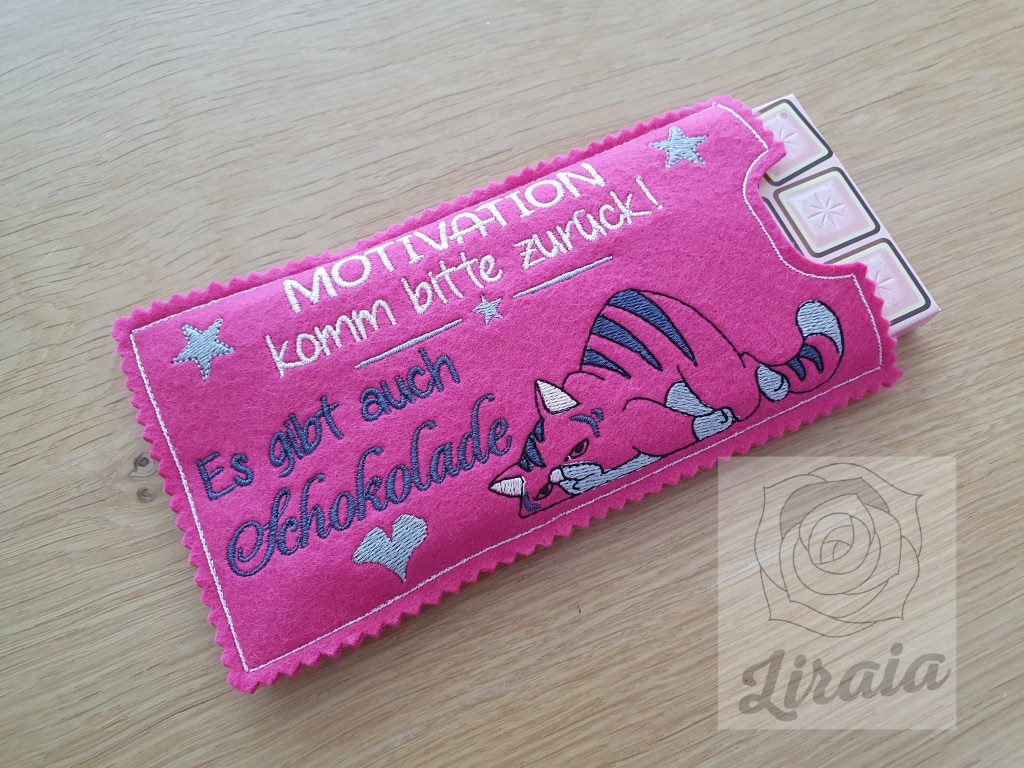 MOTIVATION
komm bitte zurück!
Es gibt auch
Schokolade
Liraia